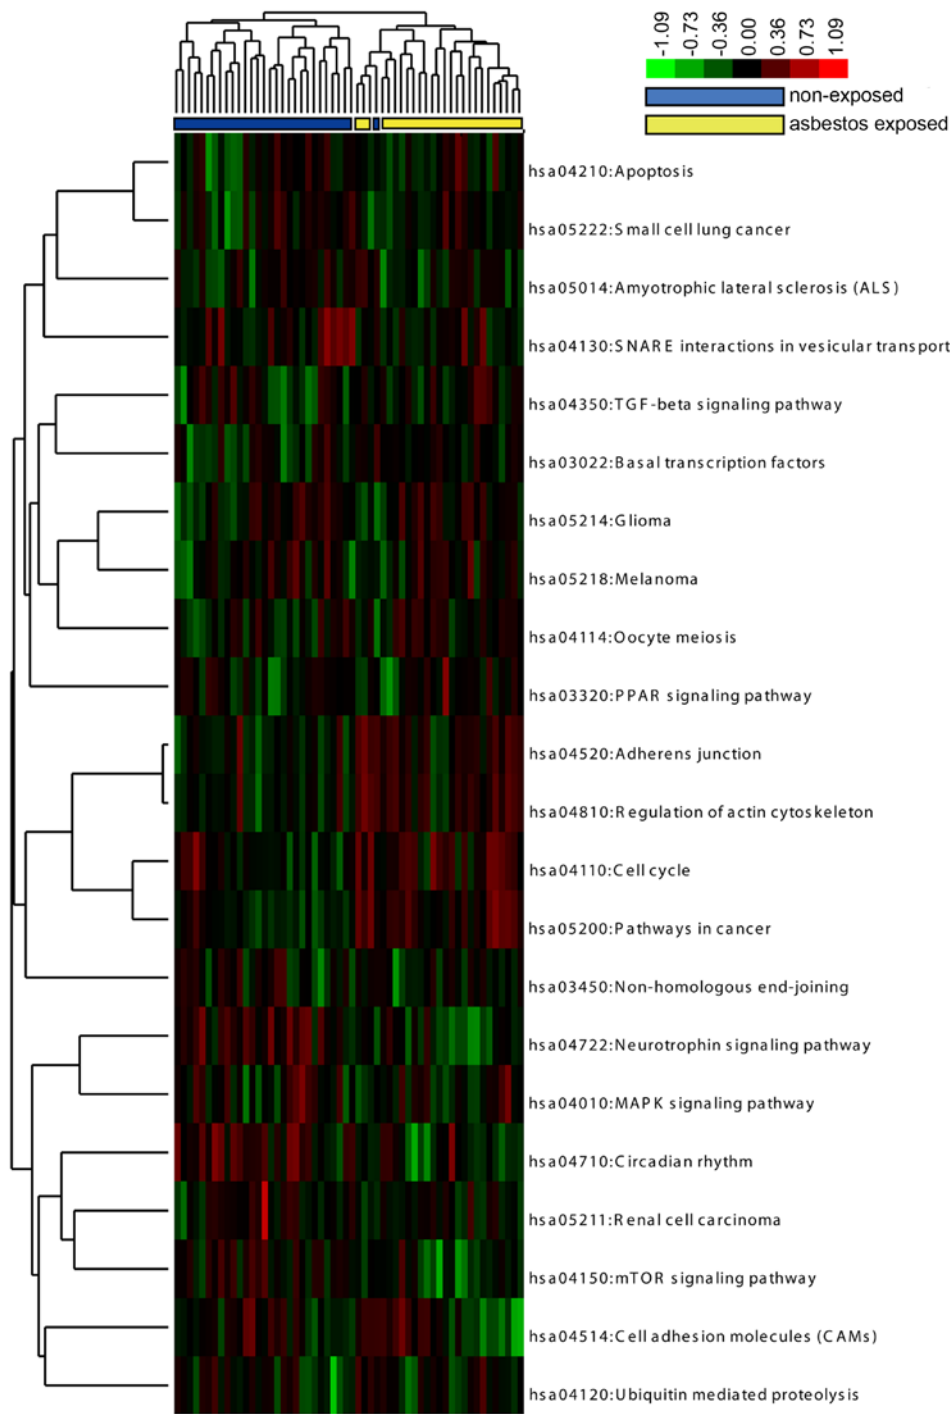 -1.09
-0.73
-0.36
0.00
0.36
0.73
1.09
non-exposed
asbestos exposed
hsa04210:Apoptosis
hsa05222:Small cell lung cancer
hsa05014:Amyotrophic lateral sclerosis (ALS)
hsa04130:SNARE interactions in vesicular transport
hsa04350:TGF-beta signaling pathway
hsa03022:Basal transcription factors
hsa05214:Glioma
hsa05218:Melanoma
hsa04114:Oocyte meiosis
hsa03320:PPAR signaling pathway
hsa04520:Adherens junction
hsa04810:Regulation of actin cytoskeleton
hsa04110:Cell cycle
hsa05200:Pathways in cancer
hsa03450:Non-homologous end-joining
hsa04722:Neurotrophin signaling pathway
hsa04010:MAPK signaling pathway
hsa04710:Circadian rhythm
hsa05211:Renal cell carcinoma
hsa04150:mTOR signaling pathway
hsa04514:Cell adhesion molecules (CAMs)
hsa04120:Ubiquitin mediated proteolysis